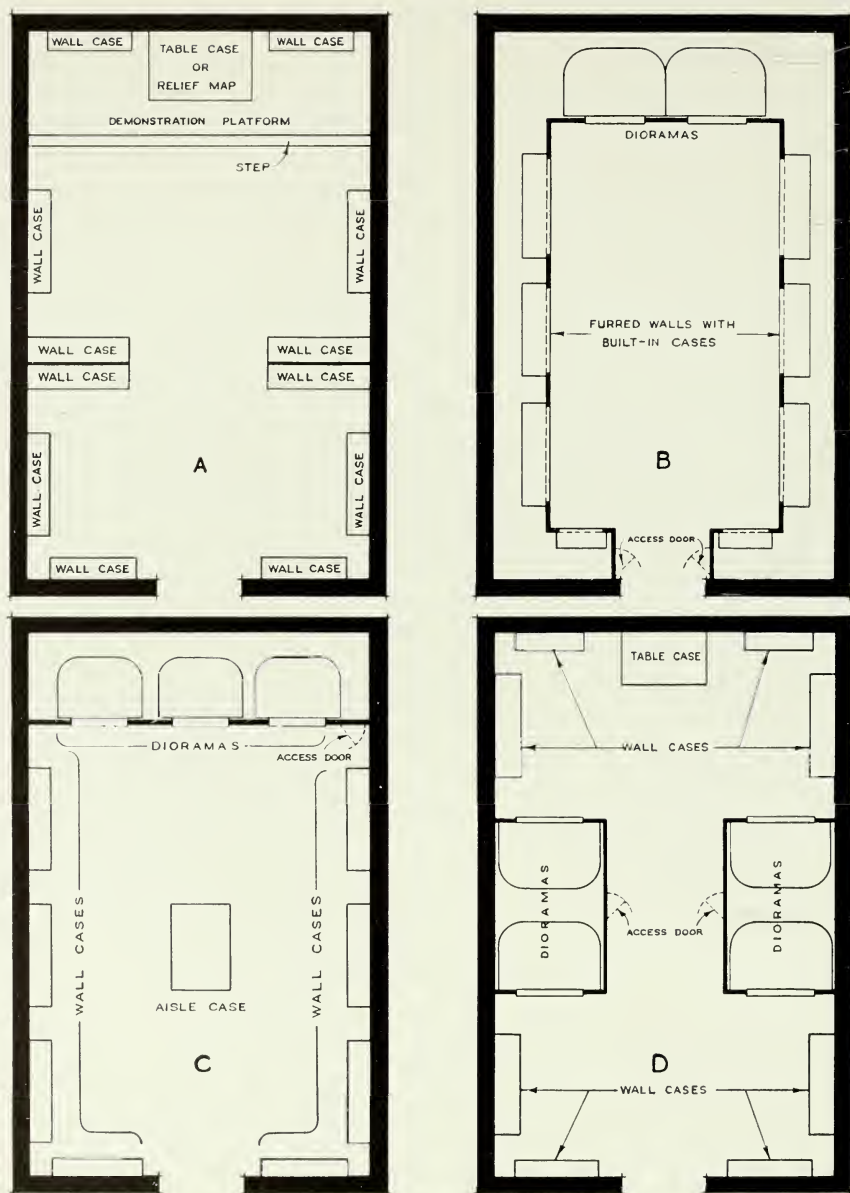 WALL CASE
TABLE CASE
OR
RELIEF MAP
WALL CASE
DEMONSTRATION PLATFORM
STEP
WALL CASE
WALL CASE
WALL CASE
WALL CASE
WALL CASE
WALL CASE
WALL CASE
A
WALL CASE
WALL CASE
WALL CASE
DIORAMAS
FURRED WALLS WITH
BUILT-IN CASES
B
ACCESS DOOR
DIORAMAS
ACCESS DOOR
WALL CASES
WALL CASES
AISLE CASE
C
TABLE CASE
WALL CASES
DIORAMAS
DIORAMAS
ACCESS DOOR
D
WALL CASES